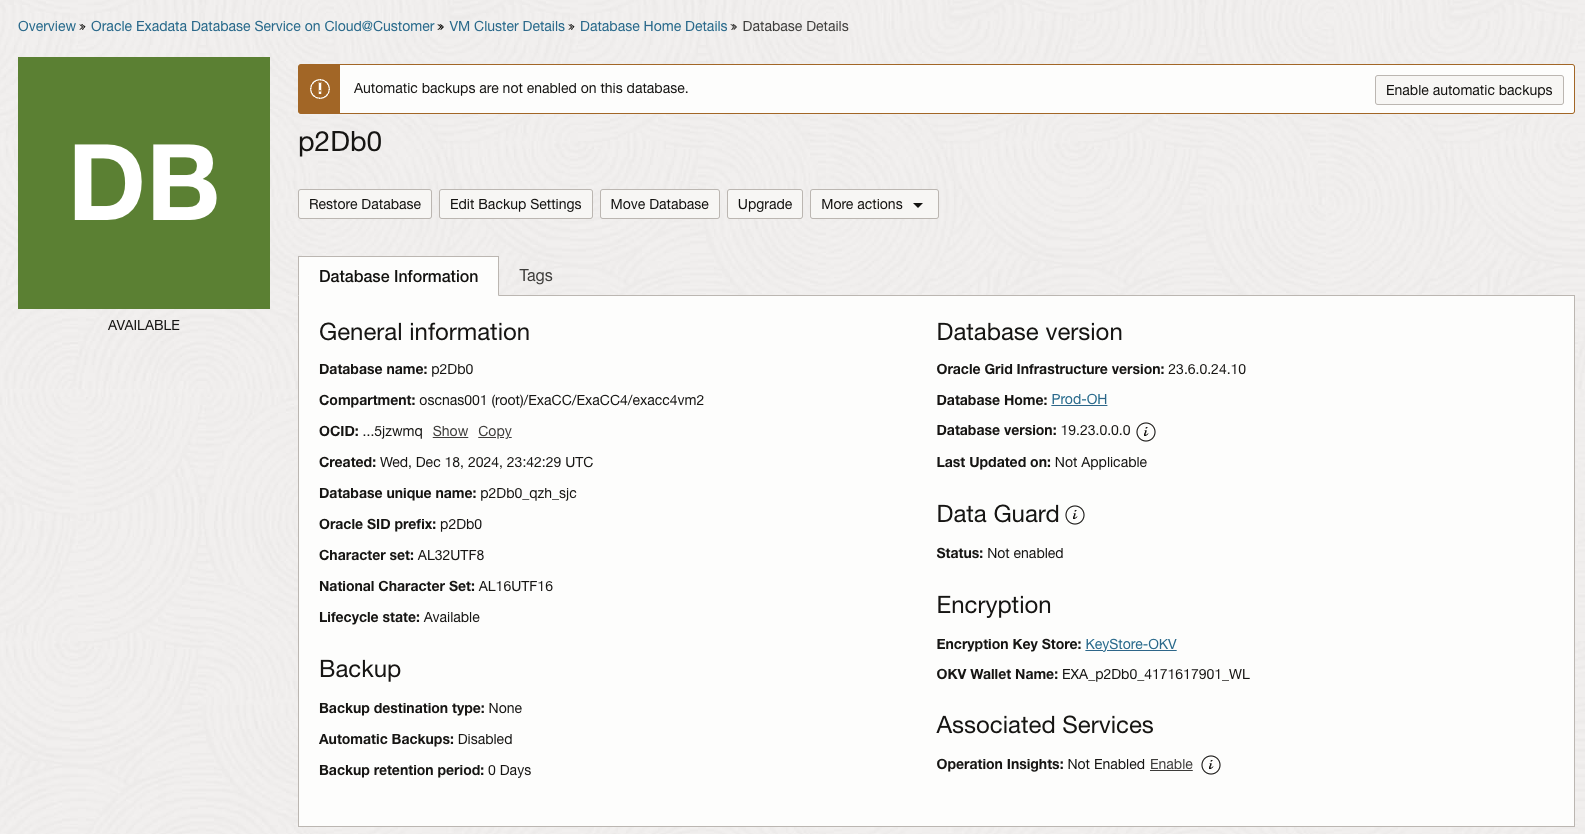 Overview » Oracle Exadata Database Service on Cloud@Customer » VM Cluster Details » Database Home Details » Database Details
DB
AVAILABLE
Automatic backups are not enabled on this database.
Enable automatic backups
p2Db0
Restore Database
Edit Backup Settings
Move Database
Upgrade
More actions
Database Information
Tags
General information
Database name: p2Db0
Compartment: oscnas001 (root)/ExaCC/ExaCC4/exacc4vm2
OCID: ...5jzwmq Show Copy
Created: Wed, Dec 18, 2024, 23:42:29 UTC
Database unique name: p2Db0_qzh_sjc
Oracle SID prefix: p2Db0
Character set: AL32UTF8
National Character Set: AL16UTF16
Lifecycle state: Available
Backup
Backup destination type: None
Automatic Backups: Disabled
Backup retention period: 0 Days
Database version
Oracle Grid Infrastructure version: 23.6.0.24.10
Database Home: Prod-OH
Database version: 19.23.0.0.0
Last Updated on: Not Applicable
Data Guard
Status: Not enabled
Encryption
Encryption Key Store: KeyStore-OKV
OKV Wallet Name: EXA_p2Db0_4171617901_WL
Associated Services
Operation Insights: Not Enabled Enable